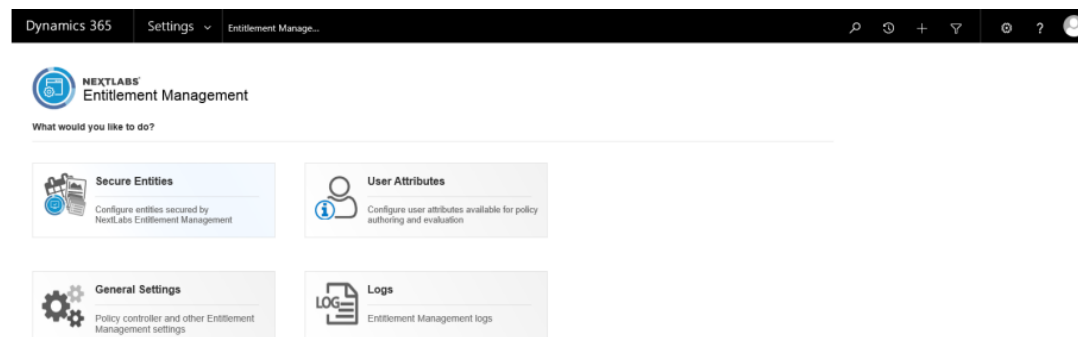 Dynamics 365 Settings Entitlement Manage... ?
NEXTLABS
Entitlement Management
What would you like to do?
Secure Entities
Configure entities secured by
NextLabs Entitlement Management
User Attributes
Configure user attributes available for policy
authoring and evaluation
General Settings
Policy controller and other Entitlement
Management settings
LOG
Logs
Entitlement Management logs